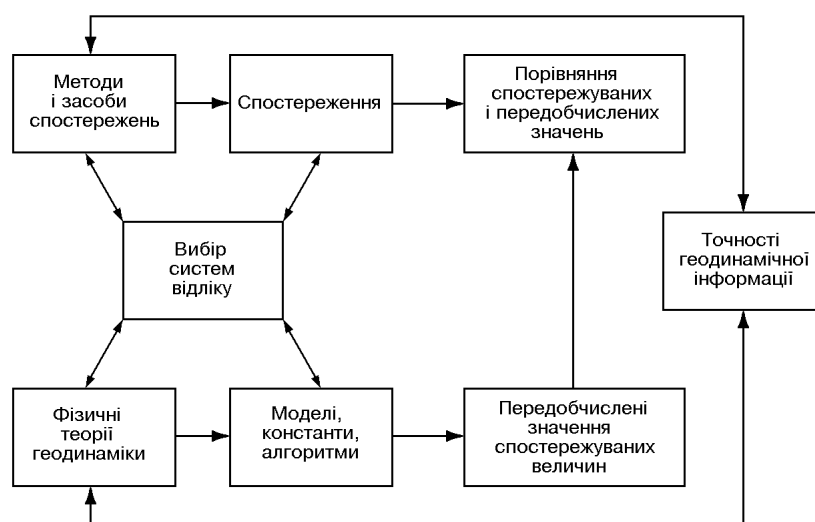 Методи
і засоби
спостережень
Спостереження
Порівняння
спостережуваних
і передобчислених
значень
Вибір
систем
відліку
Точності
геодинамічної
інформації
Фізичні
теорії
геодинаміки
Моделі,
константи,
алгоритми
Передобчислені
значення
спостережуваних
величин